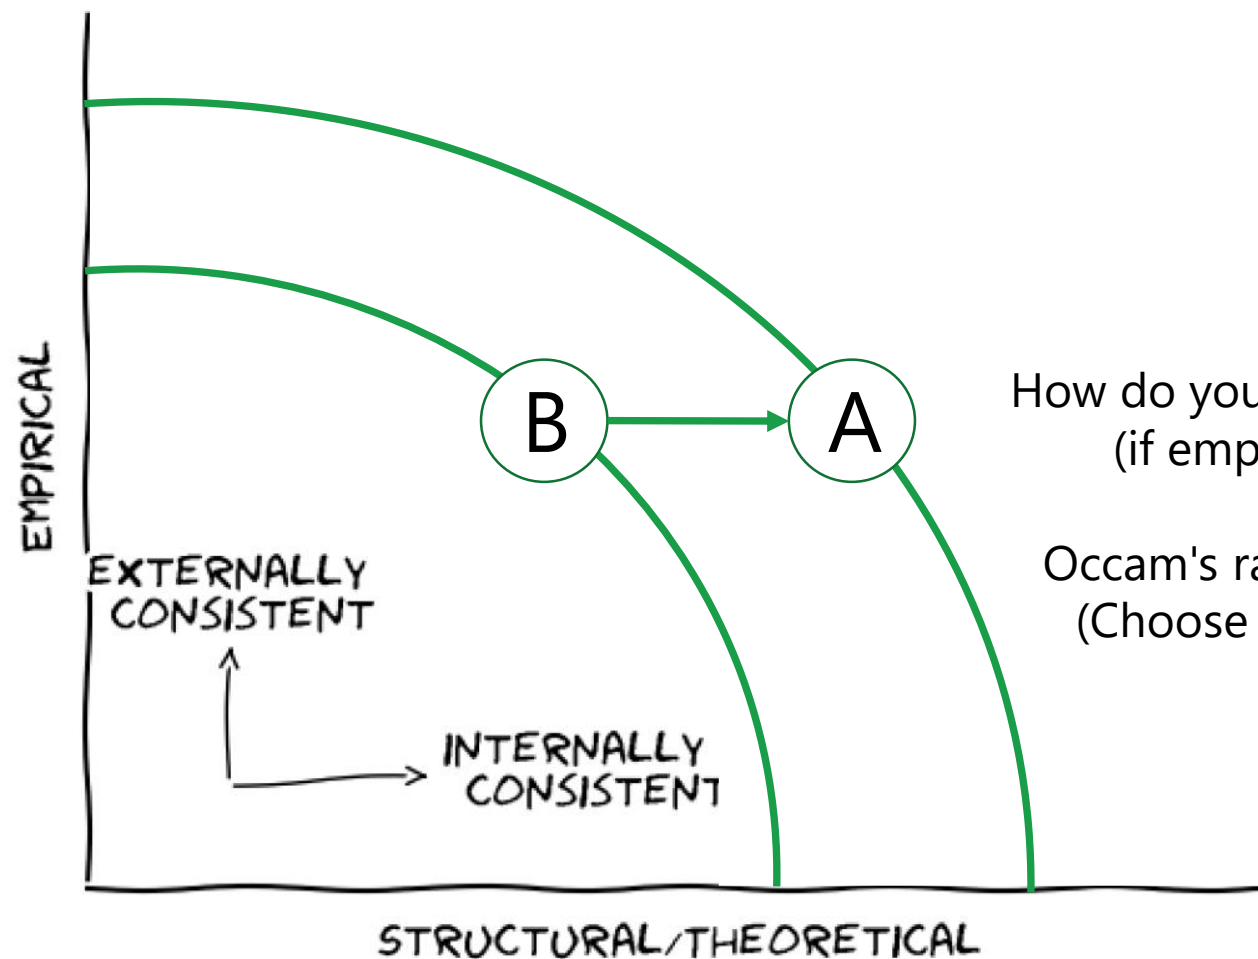 EMPIRICAL
EXTERNALLY
CONSISTENT
INTERNALLY
CONSISTENT
STRUCTURAL/THEORETICAL
B
A
How do you
(if emp
Occam's ra
(Choose